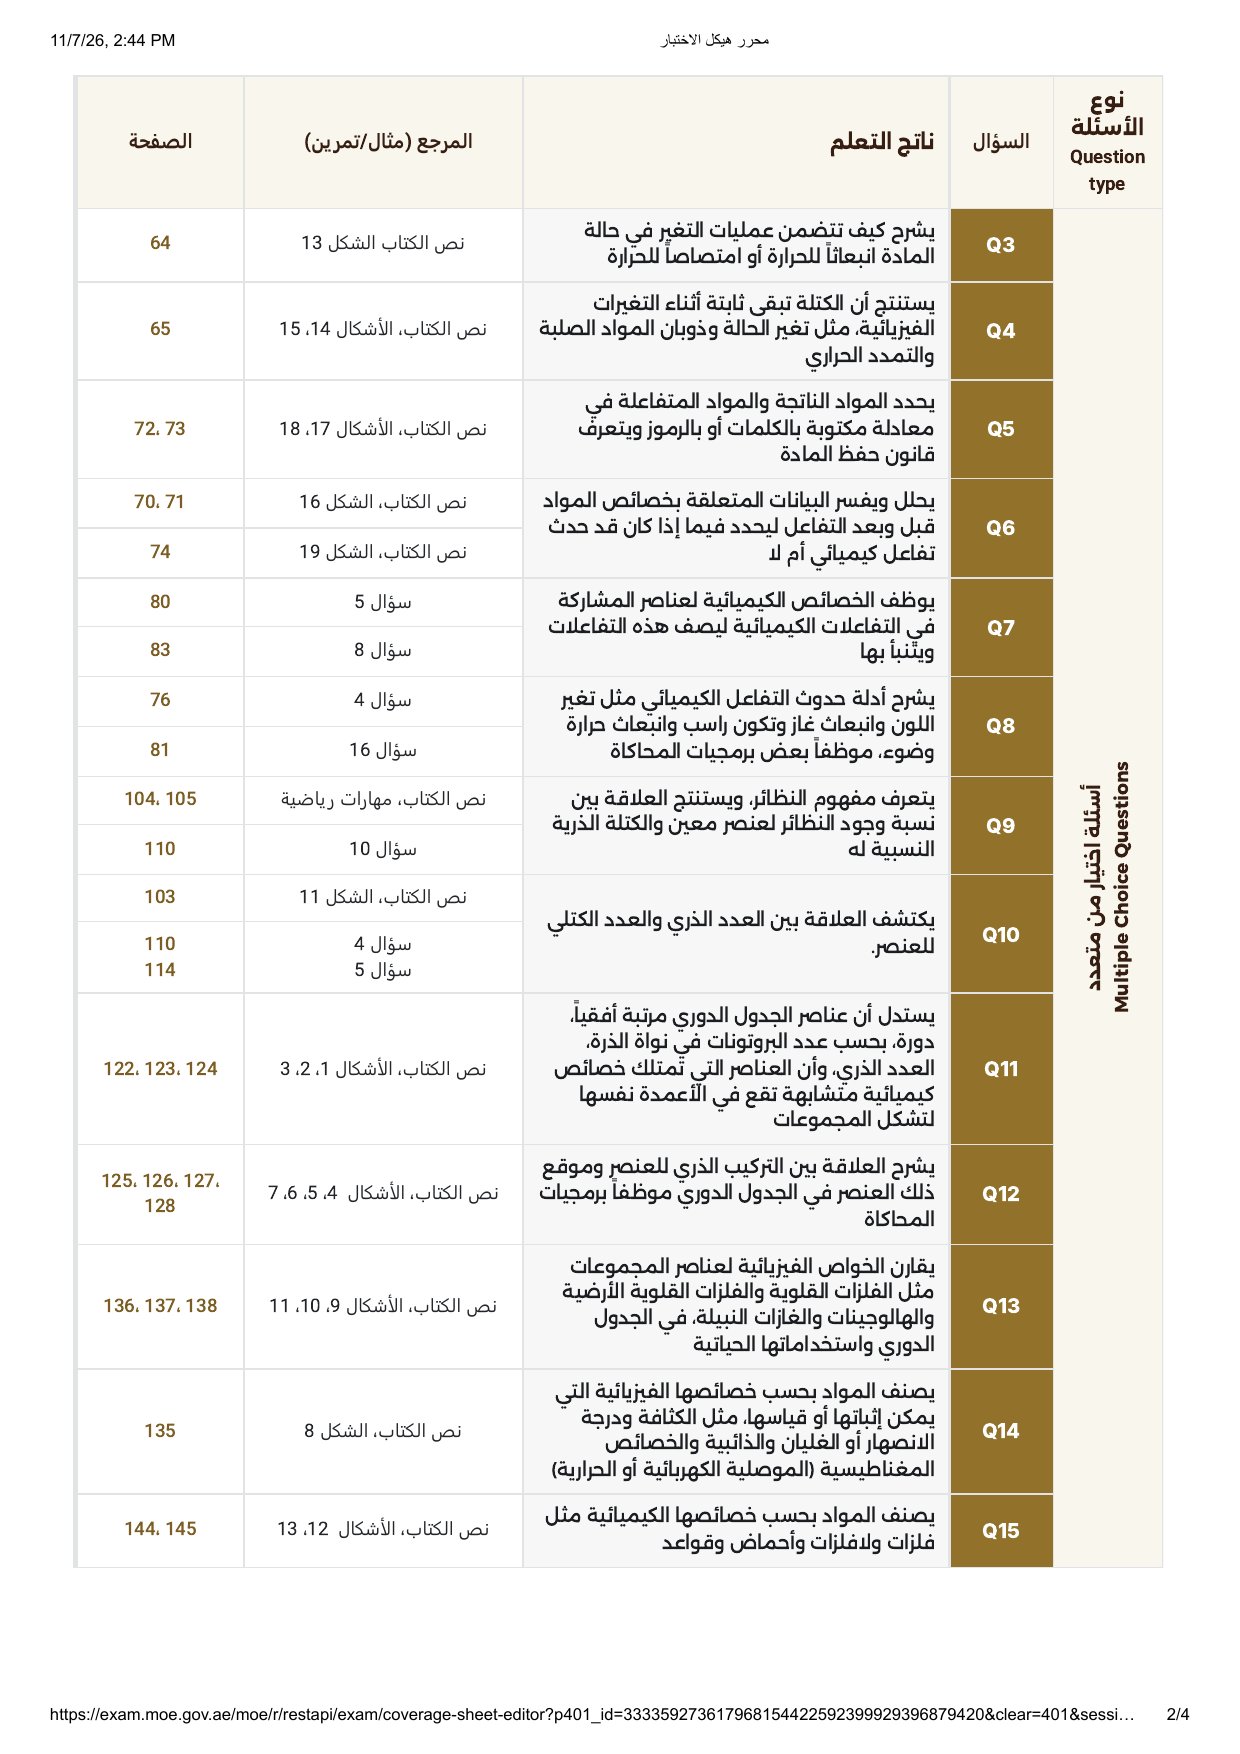 11/7/26, 2:44 PM
محرر هيكل الاختبار
نوع
الأسئلة
Question
type
السؤال
ناتج التعلم
المرجع (مثال/تمرين)
الصفحة
أسئلة اختيار من متعدد
Multiple Choice Questions
Q3
يشرح كيف تتضمن عمليات التغير في حالة
المادة انبعاثاً للحرارة أو امتصاصاً للحرارة
نص الكتاب الشكل 13
64
Q4
يستنتج أن الكتلة تبقى ثابتة أثناء التغيرات
الفيزيائية، مثل تغير الحالة وذوبان المواد الصلبة
والتمدد الحراري
نص الكتاب، الأشكال 14، 15
65
Q5
يحدد المواد الناتجة والمواد المتفاعلة في
معادلة مكتوبة بالكلمات أو بالرموز ويتعرف
قانون حفظ المادة
نص الكتاب، الأشكال 17، 18
72، 73
Q6
يحلل ويفسر البيانات المتعلقة بخصائص المواد
قبل وبعد التفاعل ليحدد فيما إذا كان قد حدث
تفاعل كيميائي أم لا
نص الكتاب، الشكل 16
70، 71
نص الكتاب، الشكل 19
74
Q7
يوظف الخصائص الكيميائية لعناصر المشاركة
في التفاعلات الكيميائية ليصف هذه التفاعلات
ويتنبأ بها
سؤال 5
80
سؤال 8
83
Q8
يشرح أدلة حدوث التفاعل الكيميائي مثل تغير
اللون وانبعاث غاز وتكون راسب وانبعاث حرارة
وضوء، موظفاً بعض برمجيات المحاكاة
سؤال 4
76
سؤال 16
81
Q9
يتعرف مفهوم النظائر، ويستنتج العلاقة بين
نسبة وجود النظائر لعنصر معين والكتلة الذرية
النسبية له
نص الكتاب، مهارات رياضية
104، 105
سؤال 10
110
Q10
يكتشف العلاقة بين العدد الذري والعدد الكتلي
للعنصر.
نص الكتاب، الشكل 11
103
سؤال 4
110
سؤال 5
114
Q11
يستدل أن عناصر الجدول الدوري مرتبة أفقياً،
دورة، بحسب عدد البروتونات في نواة الذرة،
العدد الذري، وأن العناصر التي تمتلك خصائص
كيميائية متشابهة تقع في الأعمدة نفسها
لتشكل المجموعات
نص الكتاب، الأشكال 1، 2، 3
122، 123، 124
Q12
يشرح العلاقة بين التركيب الذري للعنصر وموقع
ذلك العنصر في الجدول الدوري موظفاً برمجيات
المحاكاة
نص الكتاب، الأشكال 4، 5، 6، 7
125، 126، 127،
128
Q13
يقارن الخواص الفيزيائية لعناصر المجموعات
مثل الفلزات القلوية والفلزات القلوية الأرضية
والهالوجينات والغازات النبيلة، في الجدول
الدوري واستخداماتها الحياتية
نص الكتاب، الأشكال 9، 10، 11
136، 137، 138
Q14
يصنف المواد بحسب خصائصها الفيزيائية التي
يمكن إثباتها أو قياسها، مثل الكثافة ودرجة
الانصهار أو الغليان والذائبية والخصائص
المغناطيسية (الموصلية الكهربائية أو الحرارية)
نص الكتاب، الشكل 8
135
Q15
يصنف المواد بحسب خصائصها الكيميائية مثل
فلزات ولافلزات وأحماض وقواعد
نص الكتاب، الأشكال 12، 13
144، 145
https://exam.moe.gov.ae/moe/r/restapi/exam/coverage-sheet-editor?p401_id=333359273617968154422592399929396879420&clear=401&sessi…
2/4